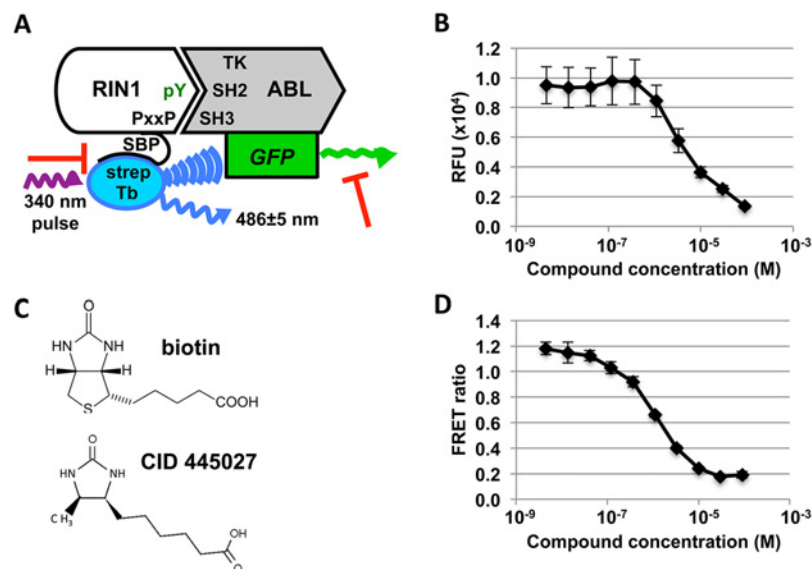 A
RIN1
pY
PxxP
TK
SH2
ABL
SH3
SBP
GFP
strep
Tb
340 nm
pulse
486±5 nm
B
RFU (x10⁴)
1.2
1.0
0.8
0.6
0.4
0.2
0.0
10⁻⁹
10⁻⁷
10⁻⁵
10⁻³
Compound concentration (M)
C
O
HN
NH
H
H
S
COOH
biotin
O
HN
NH
CH₃
OH
O
CID 445027
D
FRET ratio
1.4
1.2
1.0
0.8
0.6
0.4
0.2
0.0
10⁻⁹
10⁻⁷
10⁻⁵
10⁻³
Compound concentration (M)